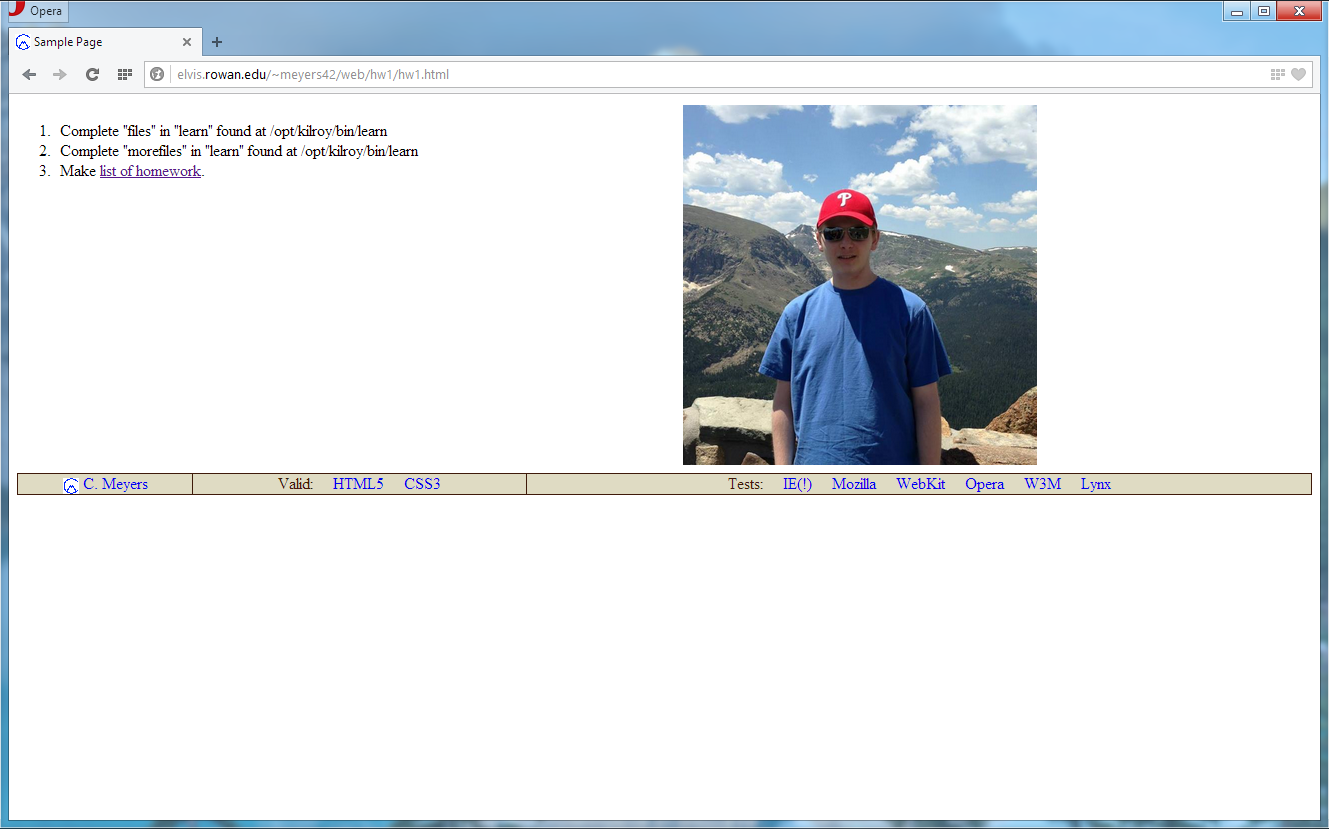 Opera
Sample Page
elvis.rowan.edu/~meyers42/web/hw1/hw1.html
1. Complete "files" in "learn" found at /opt/kilroy/bin/learn
2. Complete "morefiles" in "learn" found at /opt/kilroy/bin/learn
3. Make list of homework.
P
C. Meyers Valid: HTML5 CSS3 Tests: IE(!) Mozilla WebKit Opera W3M Lynx